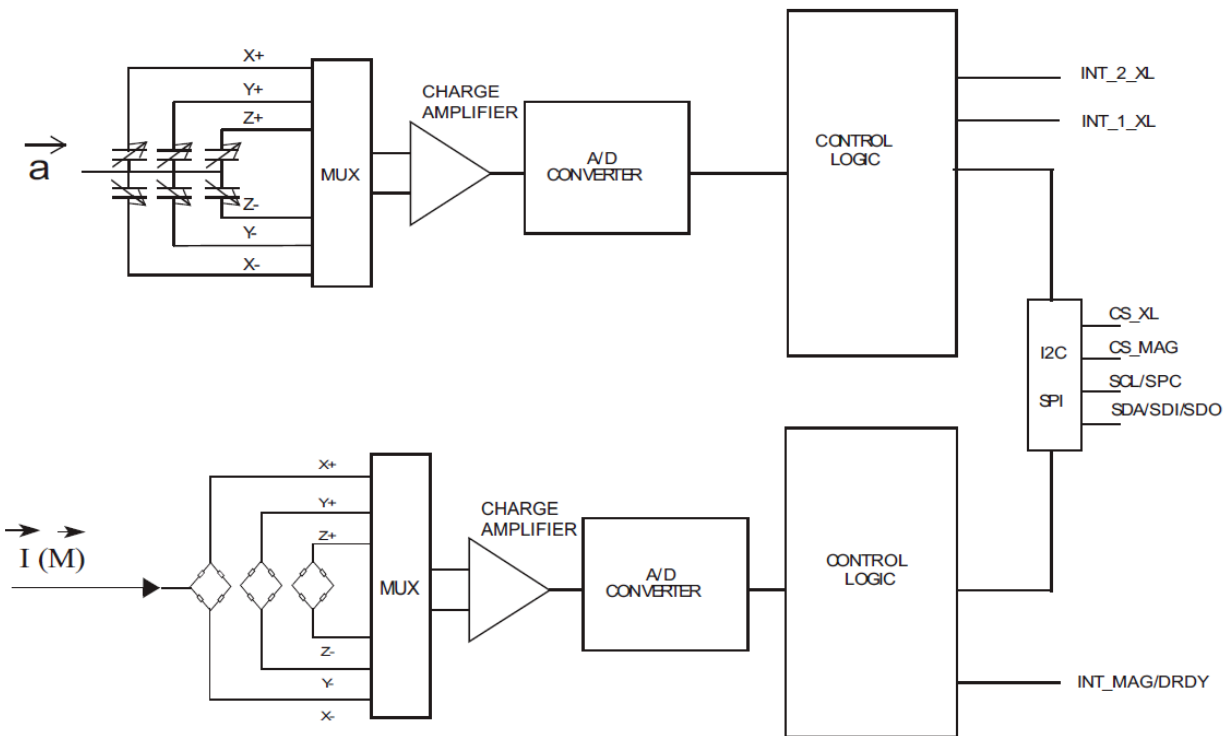 X+
Y+
Z+
a
Z-
Y-
X-
MUX
CHARGE
AMPLIFIER
A/D
CONVERTER
CONTROL
LOGIC
INT_2_XL
INT_1_XL
I2C
SPI
CS_XL
CS_MAG
SCL/SPC
SDA/SDI/SDO
I (M)
X+
Y+
Z+
Z-
Y-
X-
MUX
CHARGE
AMPLIFIER
A/D
CONVERTER
CONTROL
LOGIC
INT_MAG/DRDY